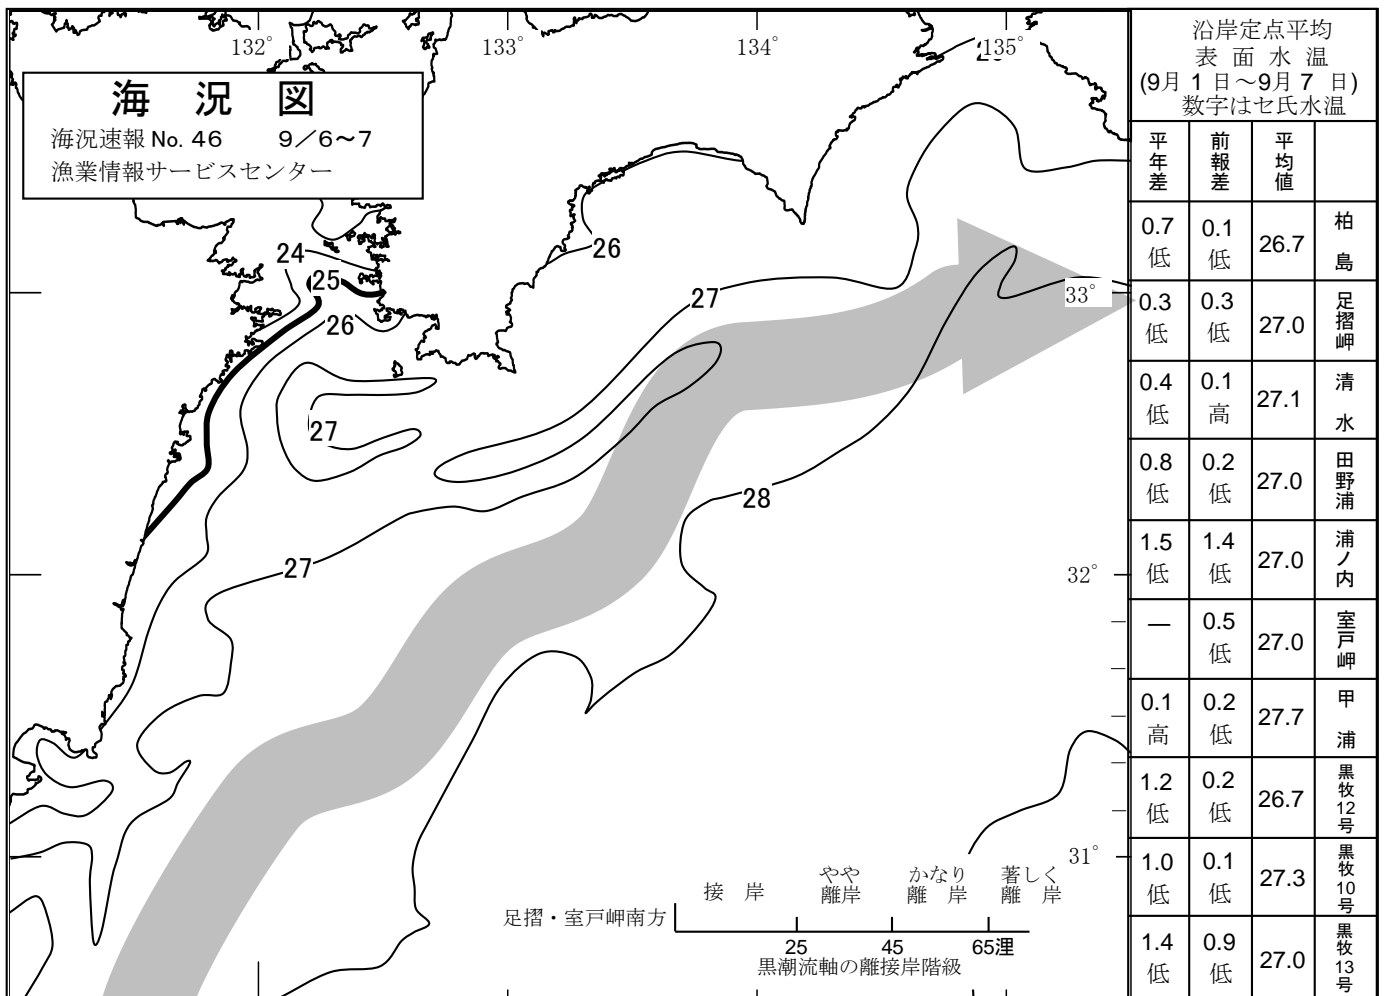 132°
133°
134°
135°
海 況 図
海況速報 No. 46 9／6～7
漁業情報サービスセンター
24
25
26
26
27
27
27
28
33°
32°
31°
接 岸
やや
離岸
かなり
離 岸
著しく
離 岸
足摺・室戸岬南方
25
45
65浬
黒潮流軸の離接岸階級
沿岸定点平均
表 面 水 温
(9月 1 日～9月 7 日)
数字はセ氏水温
平年差 前報差 平均値
0.7低 0.1低 26.7 柏島
0.3低 0.3低 27.0 足摺岬
0.4低 0.1高 27.1 清水
0.8低 0.2低 27.0 田野浦
1.5低 1.4低 27.0 浦ノ内
― 0.5低 27.0 室戸岬
0.1高 0.2低 27.7 甲浦
1.2低 0.2低 26.7 黒牧12号
1.0低 0.1低 27.3 黒牧10号
1.4低 0.9低 27.0 黒牧13号